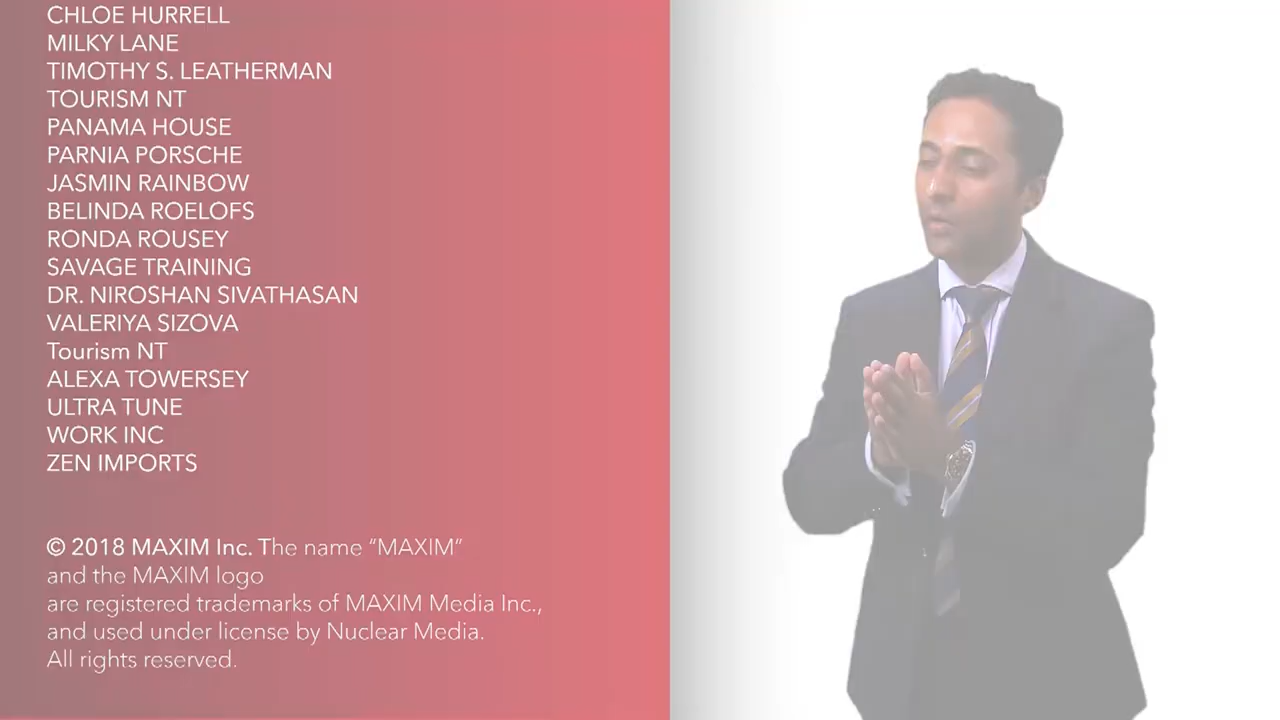 CHLOE HURRELL
MILKY LANE
TIMOTHY S. LEATHERMAN
TOURISM NT
PANAMA HOUSE
PARNIA PORSCHE
JASMIN RAINBOW
BELINDA ROELOFS
RONDA ROUSEY
SAVAGE TRAINING
DR. NIROSHAN SIVATHASAN
VALERIYA SIZOVA
Tourism NT
ALEXA TOWERSEY
ULTRA TUNE
WORK INC
ZEN IMPORTS
© 2018 MAXIM Inc. The name “MAXIM”
and the MAXIM logo
are registered trademarks of MAXIM Media Inc.,
and used under license by Nuclear Media.
All rights reserved.